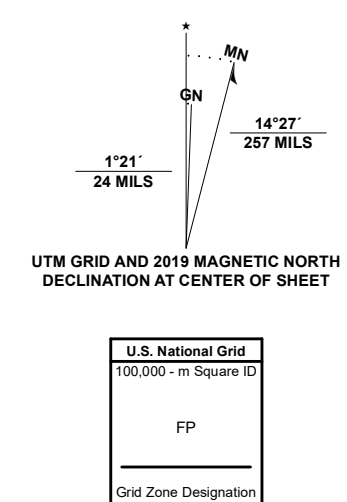 ★
MN
GN
14°27´
257 MILS
1°21´
24 MILS
UTM GRID AND 2019 MAGNETIC NORTH
DECLINATION AT CENTER OF SHEET
U.S. National Grid
100,000 - m Square ID
FP
Grid Zone Designation